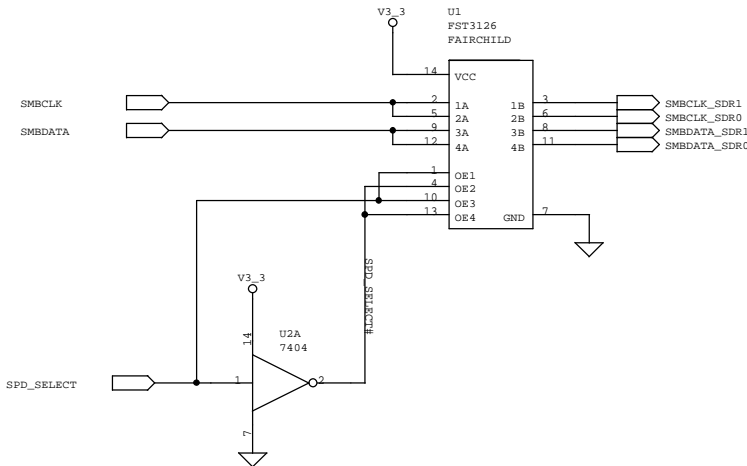 V3_3
U1
FST3126
FAIRCHILD
14
VCC
SMBCLK
2
1A
1B
3
SMBCLK_SDR1
5
2A
2B
6
SMBCLK_SDR0
SMBDATA
9
3A
3B
8
SMBDATA_SDR1
12
4A
4B
11
SMBDATA_SDR0
1
OE1
4
OE2
10
OE3
13
OE4
GND
7
SPD_SELECT#
V3_3
14
U2A
7404
SPD_SELECT
1
2
7